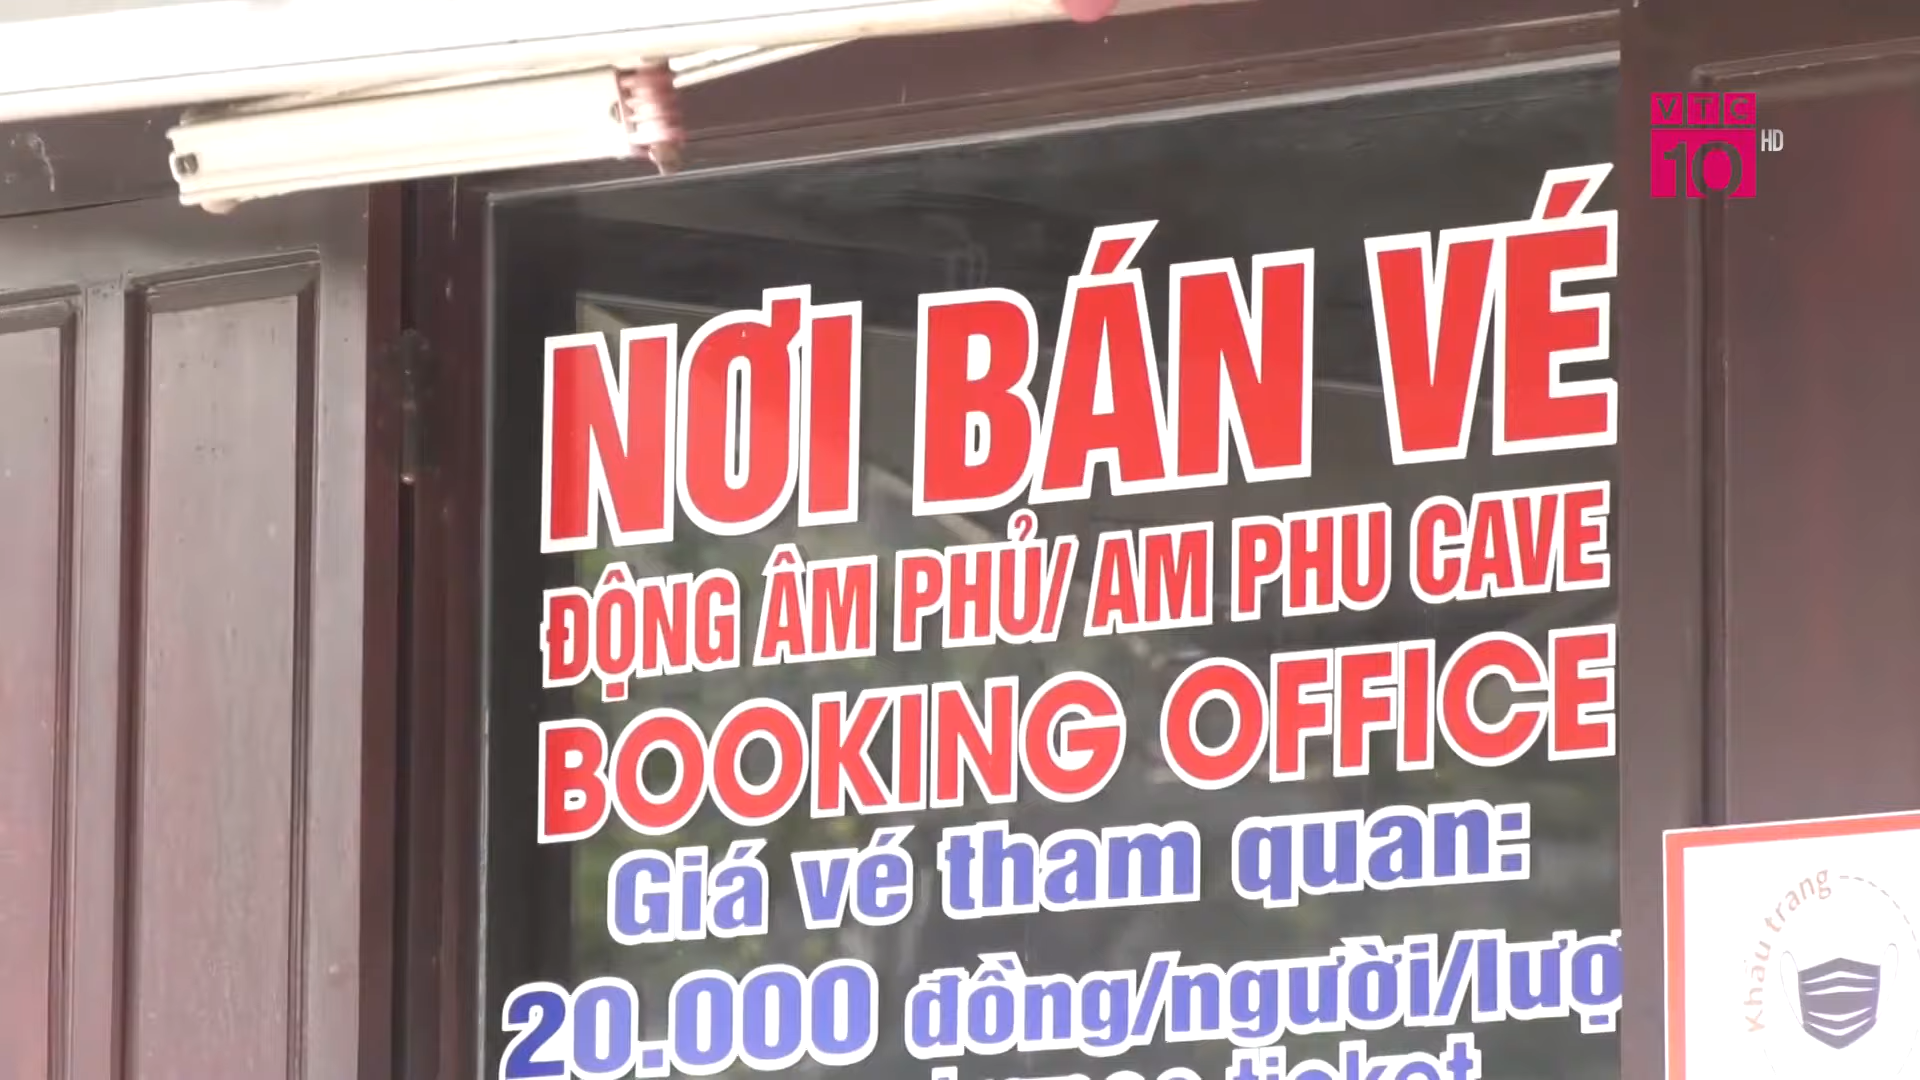 VTC
10 HD
NƠI BÁN VÉ
ĐỘNG ÂM PHỦ/ AM PHU CAVE
BOOKING OFFICE
Giá vé tham quan:
20.000 đồng/người/lượ
ticket
khẩu trang